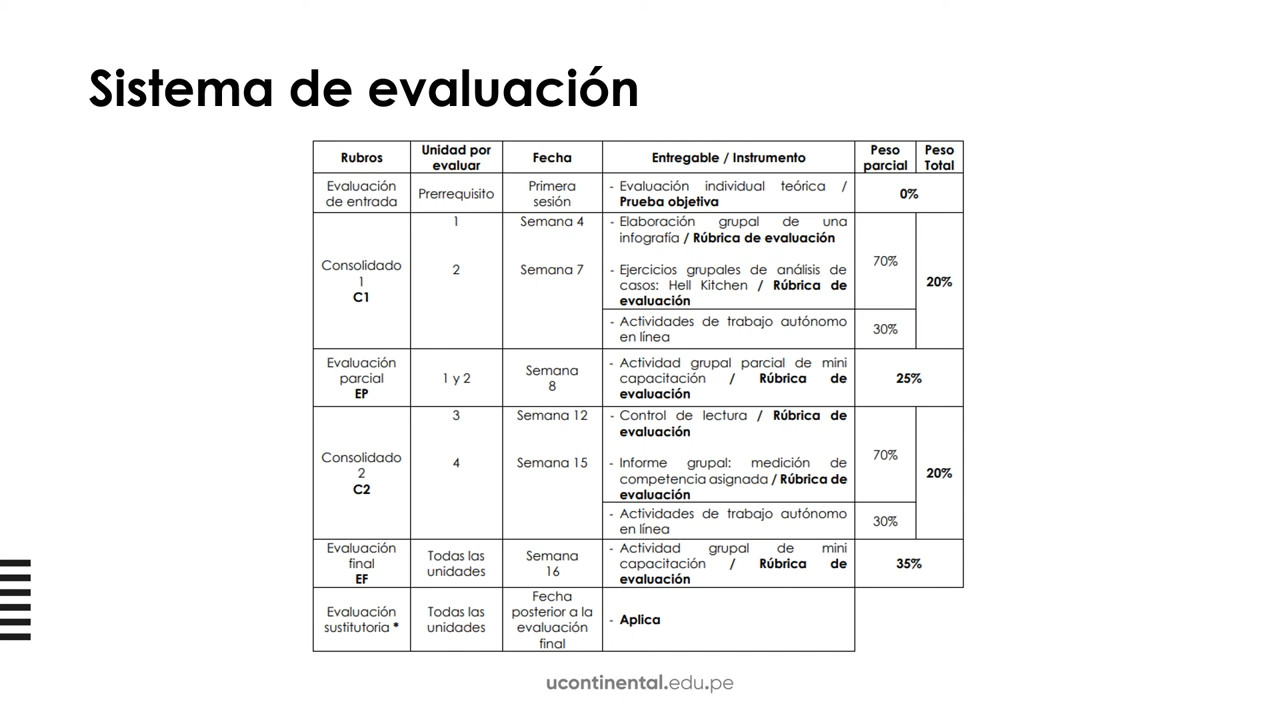 Sistema de evaluación
Rubros
Unidad por
evaluar
Fecha
Entregable / Instrumento
Peso
parcial
Peso
Total
Evaluación
de entrada
Prerrequisito
Primera
sesión
- Evaluación individual teórica /
Prueba objetiva
0%
Consolidado
1
C1
1
Semana 4
- Elaboración grupal de una
infografía / Rúbrica de evaluación
2
Semana 7
- Ejercicios grupales de análisis de
casos: Hell Kitchen / Rúbrica de
evaluación
70%
- Actividades de trabajo autónomo
en línea
30%
20%
Evaluación
parcial
EP
1 y 2
Semana
8
- Actividad grupal parcial de mini
capacitación / Rúbrica de
evaluación
25%
Consolidado
2
C2
3
Semana 12
- Control de lectura / Rúbrica de
evaluación
4
Semana 15
- Informe grupal: medición de
competencia asignada / Rúbrica de
evaluación
70%
- Actividades de trabajo autónomo
en línea
30%
20%
Evaluación
final
EF
Todas las
unidades
Semana
16
- Actividad grupal de mini
capacitación / Rúbrica de
evaluación
35%
Evaluación
sustitutoria *
Todas las
unidades
Fecha
posterior a la
evaluación
final
- Aplica
ucontinental.edu.pe